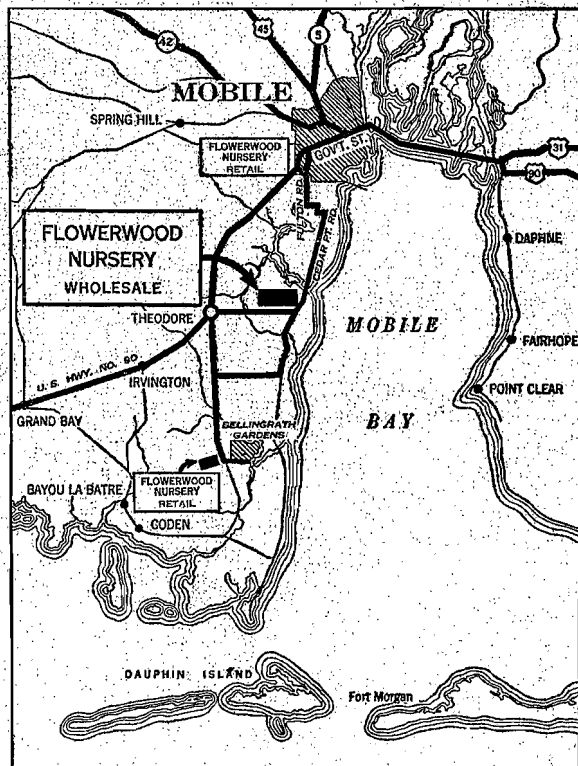 42
45
5
MOBILE
SPRING HILL
FLOWERWOOD
NURSERY
RETAIL
GOV'T. ST.
31
90
FULTON RD.
CEDAR PT. RD.
FLOWERWOOD
NURSERY
WHOLESALE
DAPHNE
THEODORE
MOBILE
FAIRHOPE
U.S. HWY. NO. 90
IRVINGTON
POINT CLEAR
GRAND BAY
BAY
BELLINGRATH
GARDENS
FLOWERWOOD
NURSERY
RETAIL
BAYOU LA BATRE
CODEN
DAUPHIN ISLAND
Fort Morgan